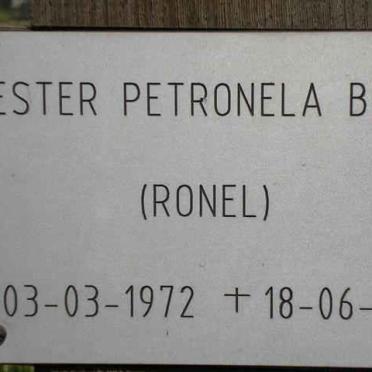 ESTER PETRONELA B
(RONEL)
03-03-1972 + 18-06-